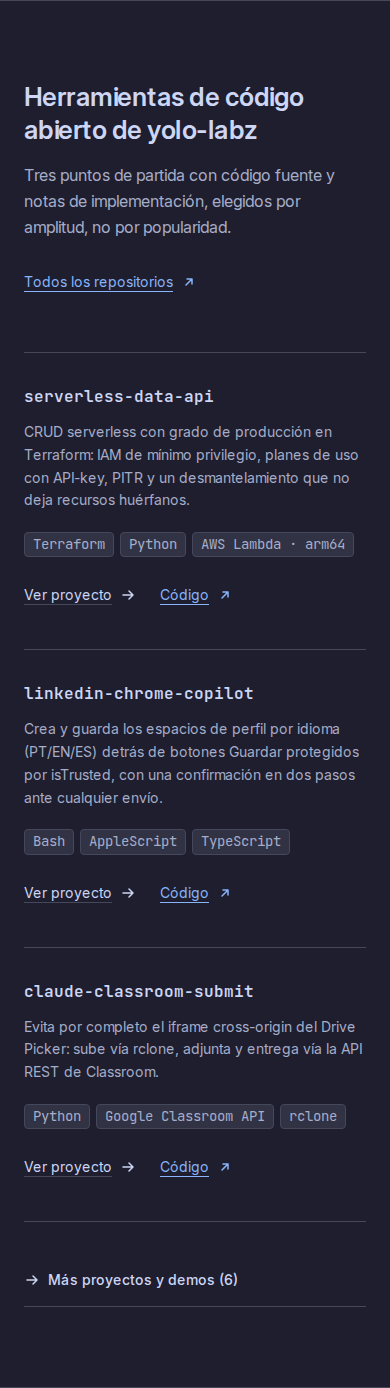 Herramientas de código
abierto de yolo-labz
Tres puntos de partida con código fuente y
notas de implementación, elegidos por
amplitud, no por popularidad.
Todos los repositorios ↗
serverless-data-api
CRUD serverless con grado de producción en
Terraform: IAM de mínimo privilegio, planes de uso
con API-key, PITR y un desmantelamiento que no
deja recursos huérfanos.
Terraform Python AWS Lambda · arm64
Ver proyecto → Código ↗
linkedin-chrome-copilot
Crea y guarda los espacios de perfil por idioma
(PT/EN/ES) detrás de botones Guardar protegidos
por isTrusted, con una confirmación en dos pasos
ante cualquier envío.
Bash AppleScript TypeScript
Ver proyecto → Código ↗
claude-classroom-submit
Evita por completo el iframe cross-origin del Drive
Picker: sube vía rclone, adjunta y entrega vía la API
REST de Classroom.
Python Google Classroom API rclone
Ver proyecto → Código ↗
→ Más proyectos y demos (6)